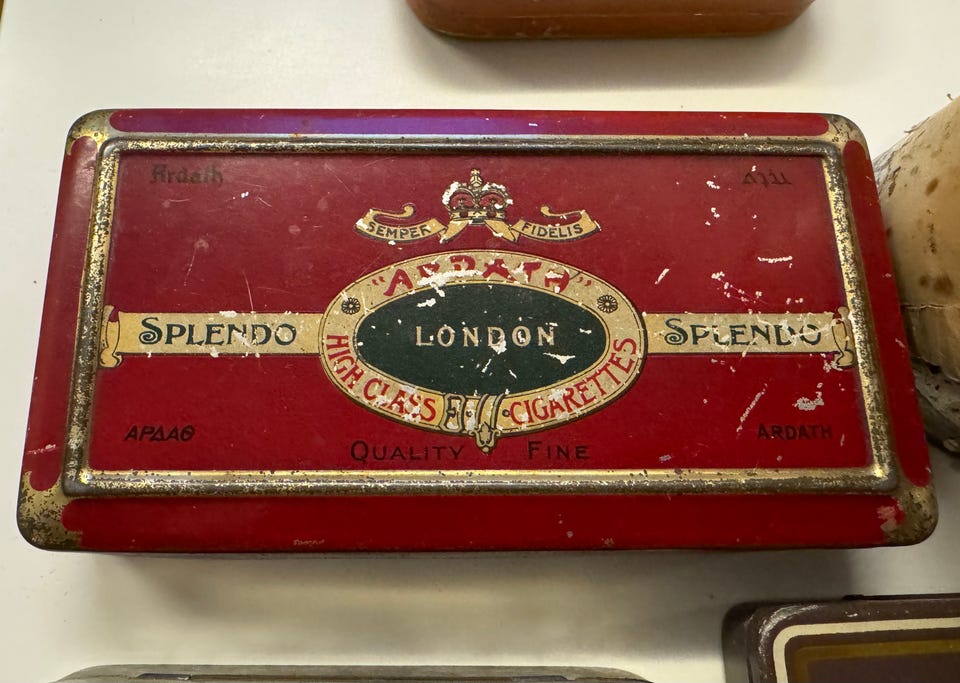 Ardath
SEMPER FIDELIS
"ARDATH"
SPLENDO
LONDON
SPLENDO
HIGH CLASS CIGARETTES
ΑΡΔΑΘ
ARDATH
QUALITY FINE